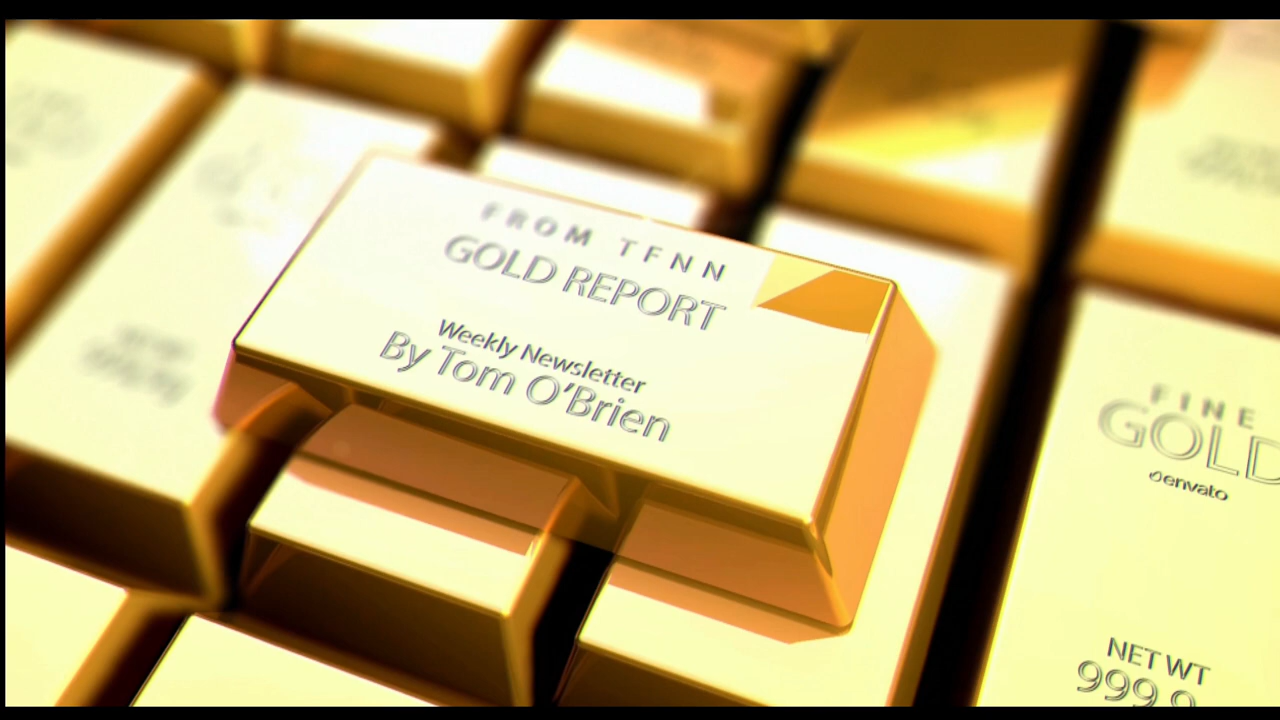 FROM TFNN
GOLD REPORT
Weekly Newsletter
By Tom O'Brien
FINE
GOLD
envato
NET WT
999.9